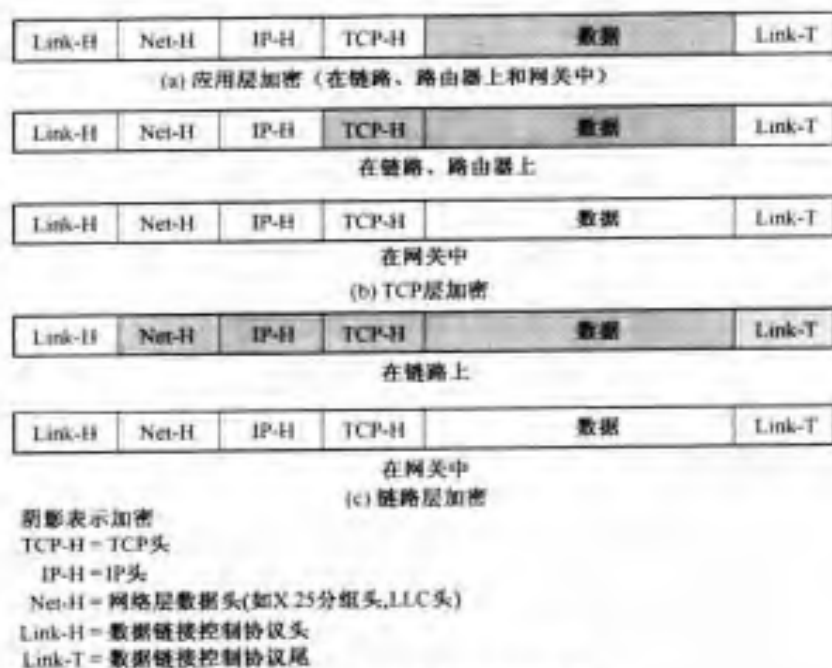 Link-H Net-H IP-H TCP-H 数据 Link-T
(a) 应用层加密（在链路、路由器上和网关中）
Link-H Net-H IP-H TCP-H 数据 Link-T
在链路、路由器上
Link-H Net-H IP-H TCP-H 数据 Link-T
在网关中
(b) TCP层加密
Link-H Net-H IP-H TCP-H 数据 Link-T
在链路上
Link-H Net-H IP-H TCP-H 数据 Link-T
在网关中
(c) 链路层加密
阴影表示加密
TCP-H = TCP头
IP-H = IP头
Net-H = 网络层数据头(如X.25分组头,LLC头)
Link-H = 数据链接控制协议头
Link-T = 数据链接控制协议尾